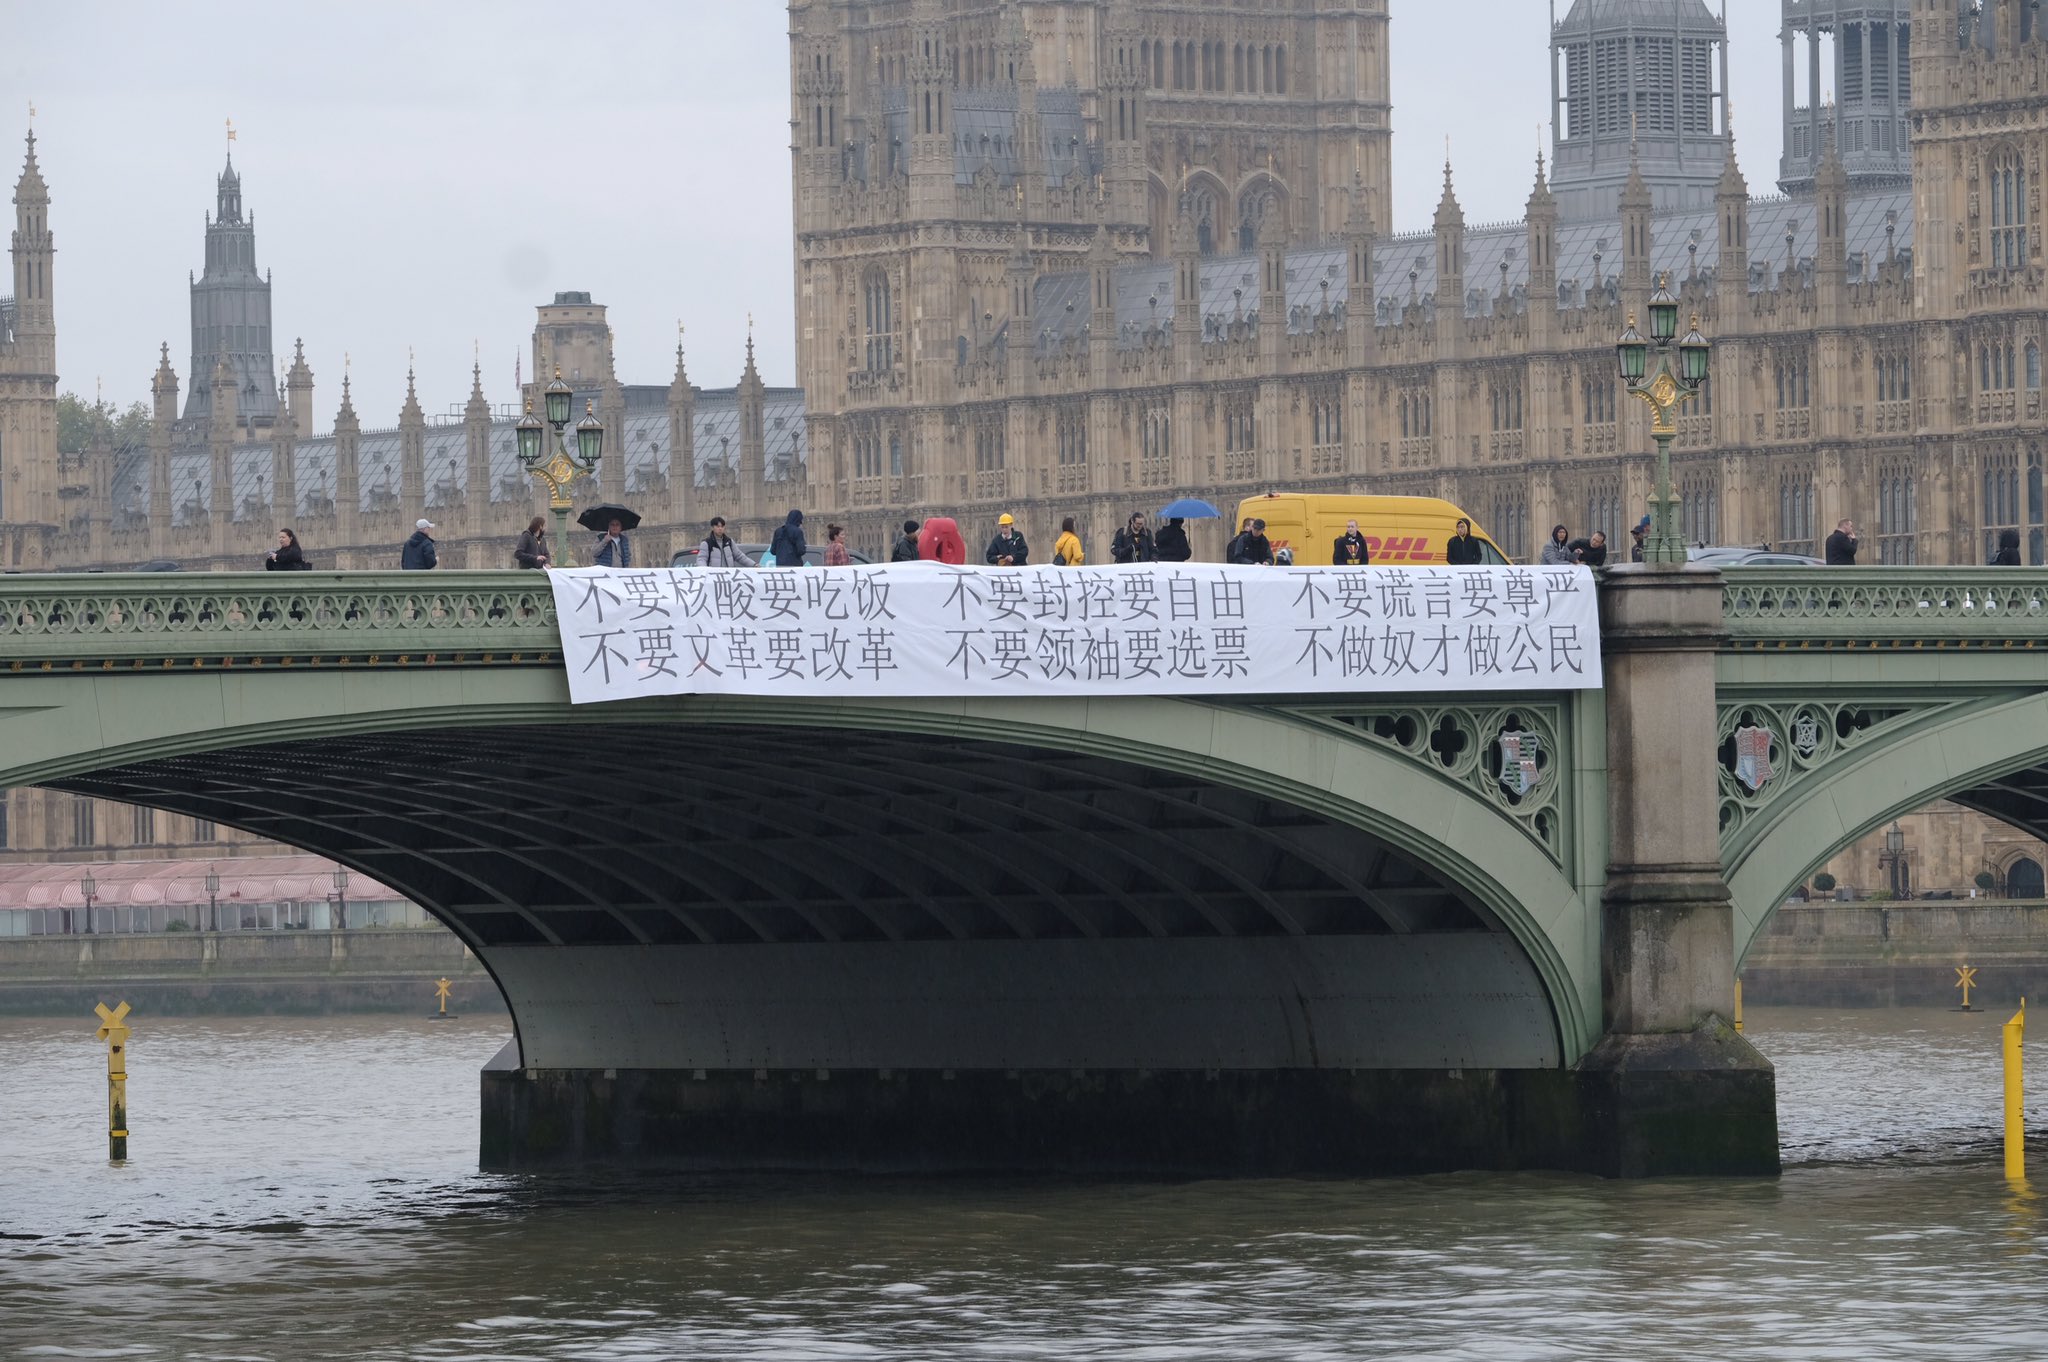 不要核酸要吃饭 不要封控要自由 不要谎言要尊严
不要文革要改革 不要领袖要选票 不做奴才做公民
DHL